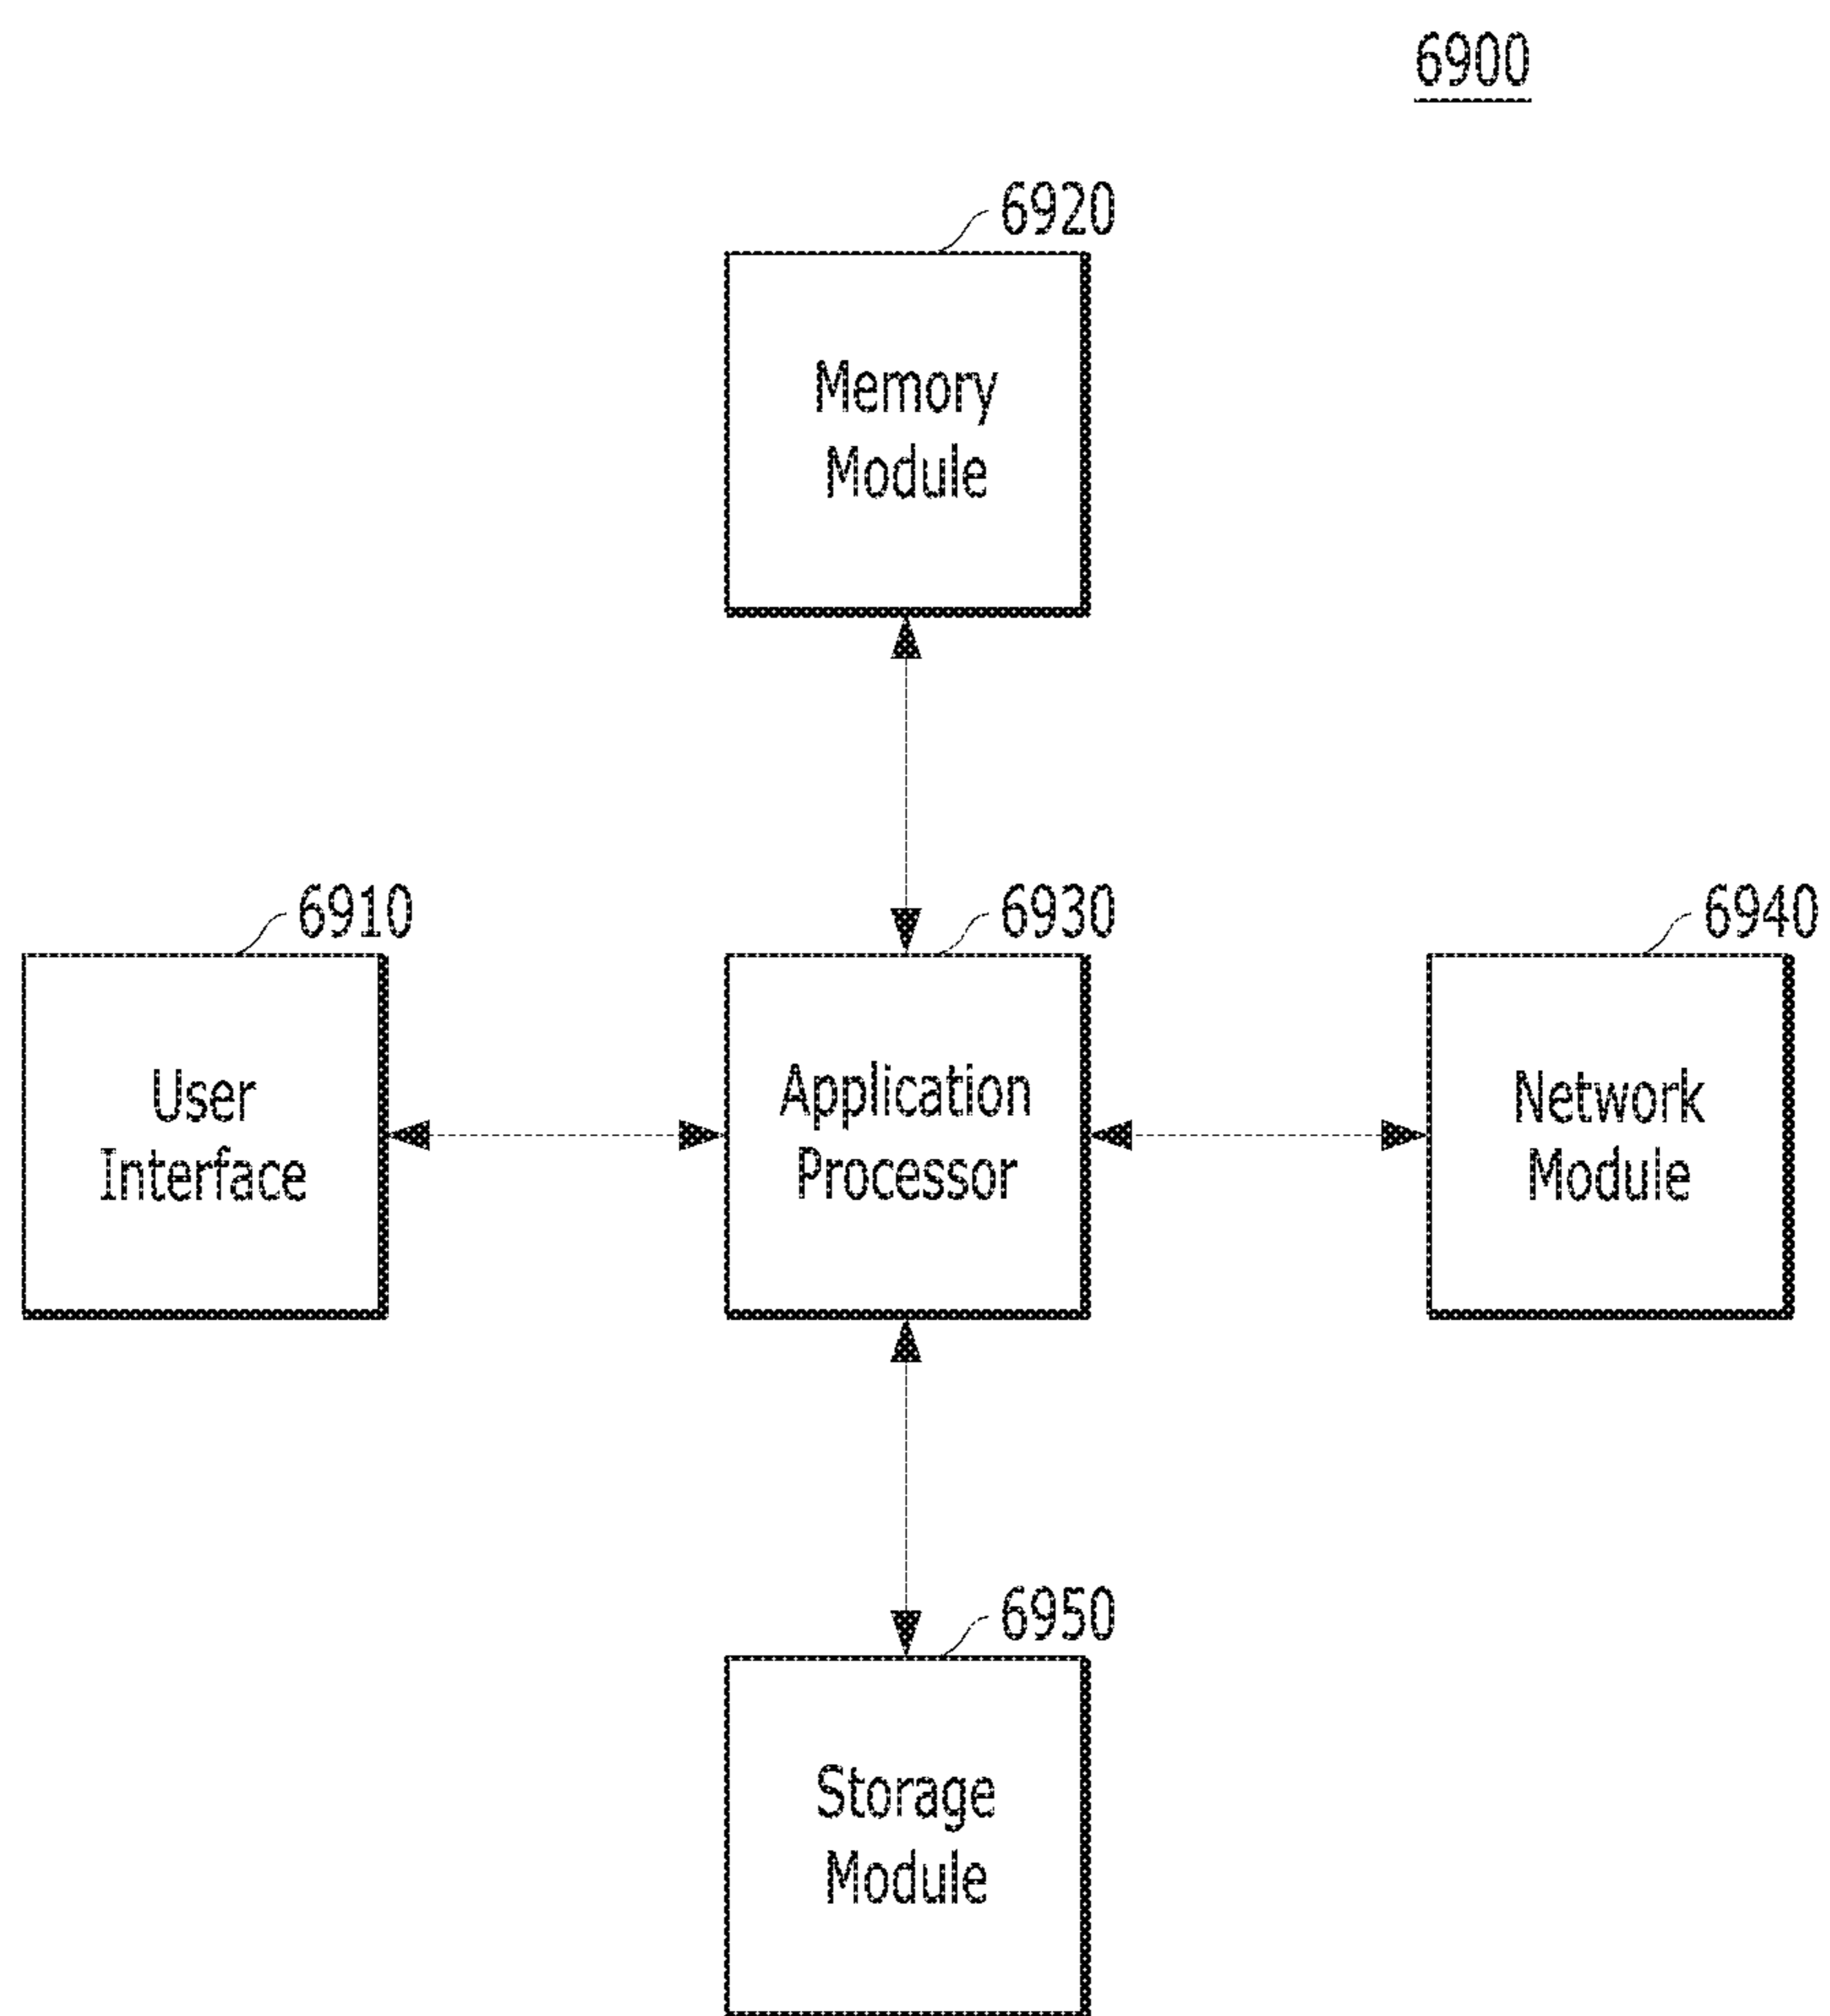 6900
6920
Memory
Module
6910
6930
6940
User
Interface
Application
Processor
Network
Module
6950
Storage
Module